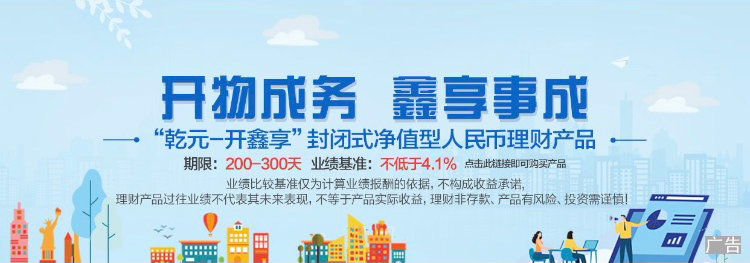 开物成务 鑫享事成
“乾元-开鑫享”封闭式净值型人民币理财产品
期限：200-300天 业绩基准：不低于4.1% 点击此链接即可购买产品
业绩比较基准仅为计算业绩报酬的依据，不构成收益承诺，
理财产品过往业绩不代表其未来表现，不等于产品实际收益，理财非存款、产品有风险、投资需谨慎！
广告